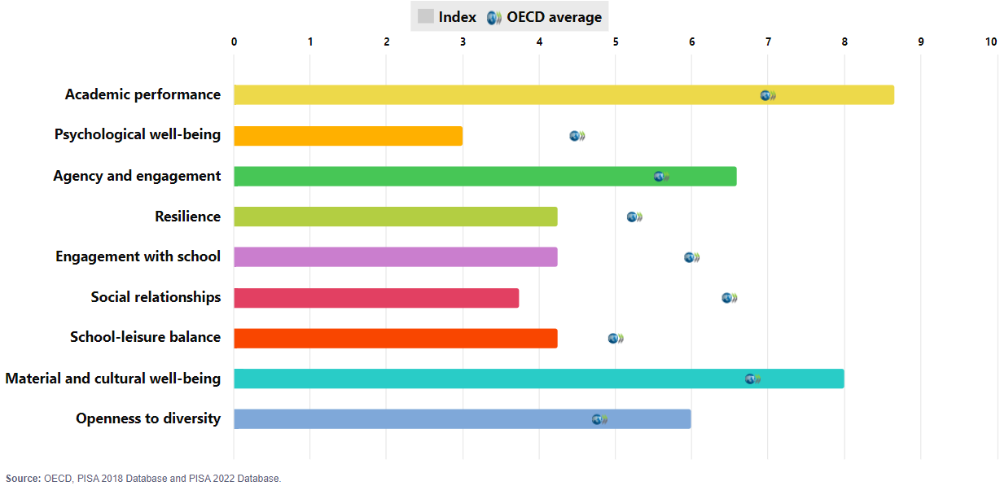 Index OECD average
0 1 2 3 4 5 6 7 8 9 10
Academic performance
Psychological well-being
Agency and engagement
Resilience
Engagement with school
Social relationships
School-leisure balance
Material and cultural well-being
Openness to diversity
Source: OECD, PISA 2018 Database and PISA 2022 Database.